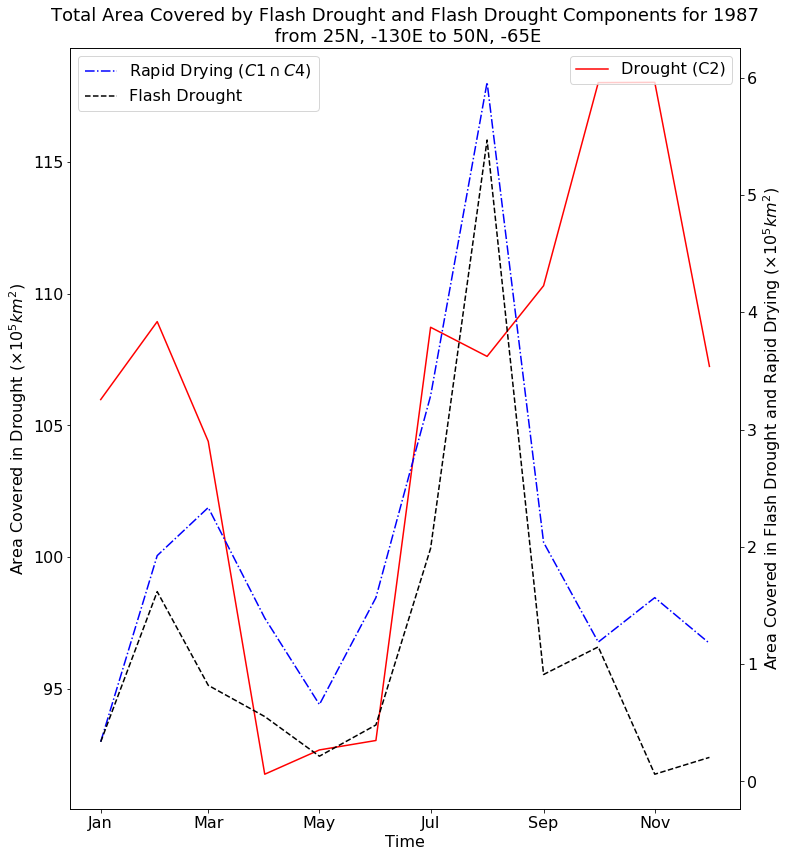 Total Area Covered by Flash Drought and Flash Drought Components for 1987
from 25N, -130E to 50N, -65E
Rapid Drying (C1 ∩ C4)
Flash Drought
Drought (C2)
Area Covered in Drought (×10⁵km²)
115
110
105
100
95
6
5
4
3
2
1
0
Area Covered in Flash Drought and Rapid Drying (×10⁵km²)
Jan
Mar
May
Jul
Sep
Nov
Time